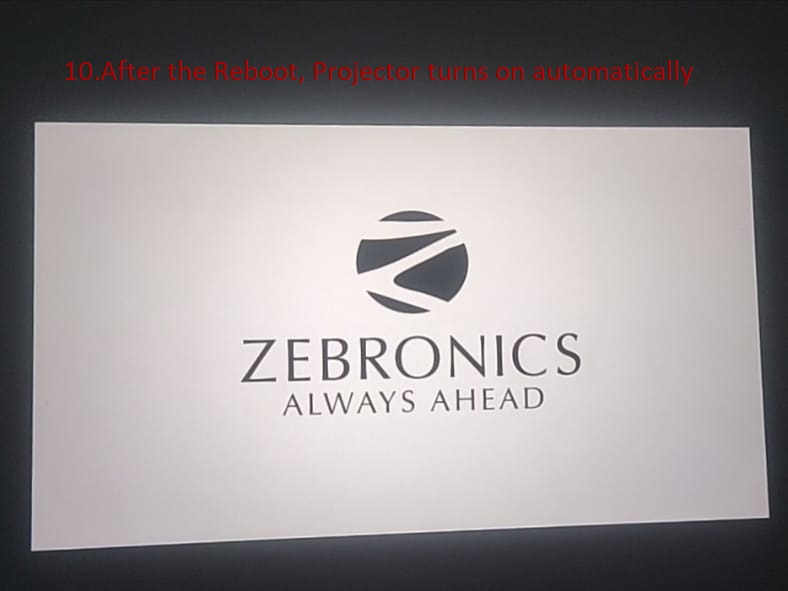 10.After the Reboot, Projector turns on automatically
ZEBRONICS
ALWAYS AHEAD